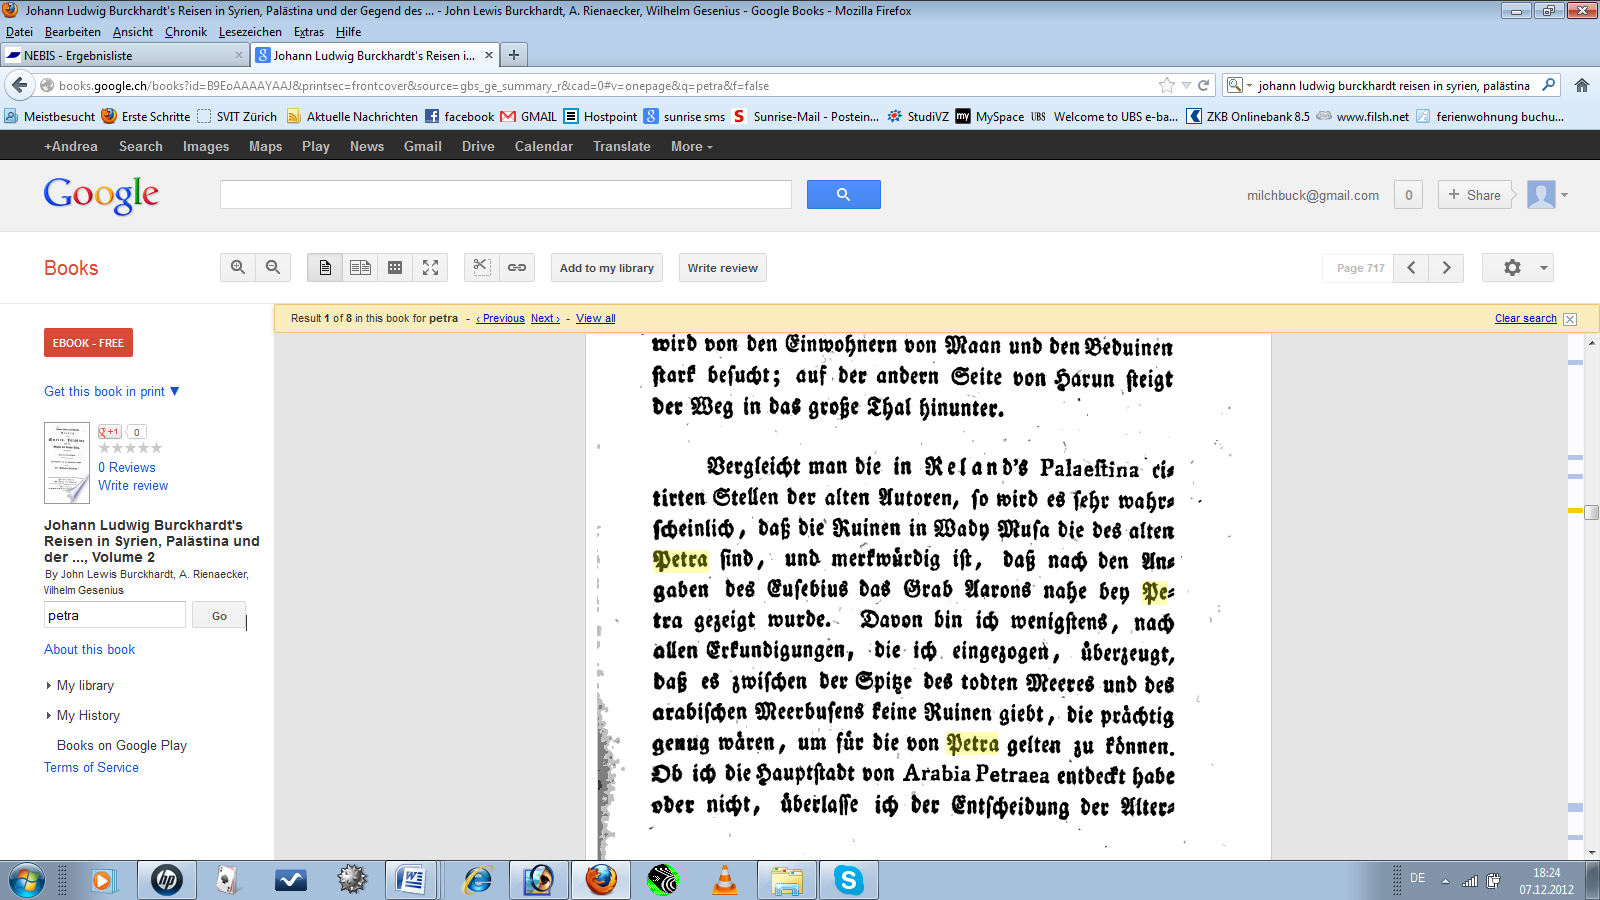 Johann Ludwig Burckhardt's Reisen in Syrien, Palästina und der Gegend des ... - John Lewis Burckhardt, A. Rienaecker, Wilhelm Gesenius - Google Books - Mozilla Firefox
Datei Bearbeiten Ansicht Chronik Lesezeichen Extras Hilfe
NEBIS - Ergebnisliste
Johann Ludwig Burckhardt's Reisen i...
books.google.ch/books?id=B9EoAAAAYAAJ&printsec=frontcover&source=gbs_ge_summary_r&cad=0#v=onepage&q=petra&f=false
johann ludwig burckhardt reisen in syrien, palästina
Meistbesucht Erste Schritte SVIT Zürich Aktuelle Nachrichten facebook GMAIL Hostpoint sunrise sms Sunrise-Mail - Postein... StudiVZ MySpace Welcome to UBS e-ba... ZKB Onlinebank 8.5 www.filsh.net ferienwohnung buchu...
+Andrea Search Images Maps Play News Gmail Drive Calendar Translate More
Google
milchbuck@gmail.com 0 + Share
Books
Add to my library Write review
Page 717
Result 1 of 8 in this book for petra - ‹ Previous Next › - View all
Clear search
EBOOK - FREE
Get this book in print ▼
+1 0
0 Reviews
Write review
Johann Ludwig Burckhardt's
Reisen in Syrien, Palästina und
der ..., Volume 2
By John Lewis Burckhardt, A. Rienaecker,
Wilhelm Gesenius
petra Go
About this book
My library
My History
Books on Google Play
Terms of Service
wird von den Einwohnern von Maan und den Beduinen
stark besucht; auf der andern Seite von Harun steigt
der Weg in das große Thal hinunter.
Vergleicht man die in Reland's Palaestina ci-
tirten Stellen der alten Autoren, so wird es sehr wahr-
scheinlich, daß die Ruinen in Wady Musa die des alten
Petra sind, und merkwürdig ist, daß nach den An-
gaben des Eusebius das Grab Aarons nahe bey Pe-
tra gezeigt wurde. Davon bin ich wenigstens, nach
allen Erkundigungen, die ich eingezogen, überzeugt,
daß es zwischen der Spitze des todten Meeres und des
arabischen Meerbusens keine Ruinen giebt, die prächtig
genug wären, um für die von Petra gelten zu können.
Ob ich die Hauptstadt von Arabia Petraea entdeckt habe
oder nicht, überlasse ich der Entscheidung der Alter-
DE
18:24
07.12.2012